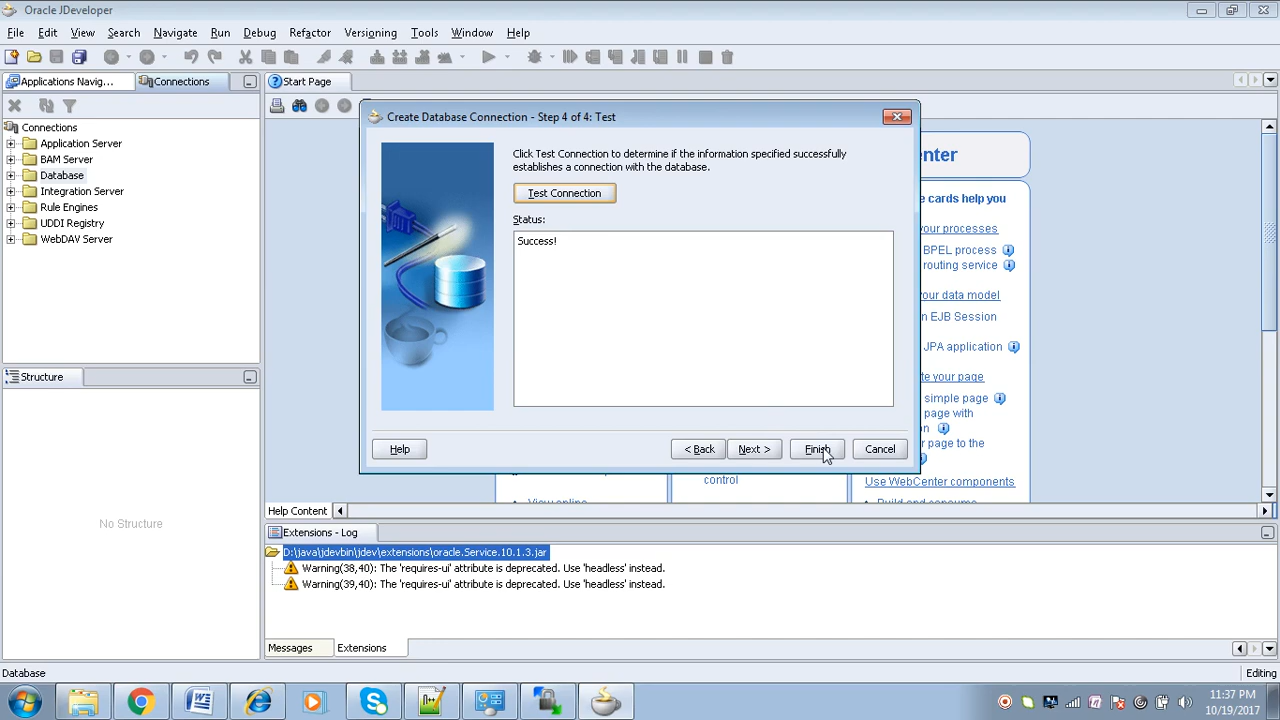 Oracle JDeveloper
File Edit View Search Navigate Run Debug Refactor Versioning Tools Window Help
Applications Navig... Connections
Start Page
Connections
Application Server
BAM Server
Database
Integration Server
Rule Engines
UDDI Registry
WebDAV Server
Structure
No Structure
Create Database Connection - Step 4 of 4: Test
Click Test Connection to determine if the information specified successfully
establishes a connection with the database.
Test Connection
Status:
Success!
Help < Back Next > Finish Cancel
enter
e cards help you
your processes
BPEL process
routing service
your data model
n EJB Session
JPA application
te your page
simple page
page with
n
r page to the
control
Use WebCenter components
View online
Build and consume
Help Content
Extensions - Log
D:\java\jdevbin\jdev\extensions\oracle.Service.10.1.3.jar
Warning(38,40): The 'requires-ui' attribute is deprecated. Use 'headless' instead.
Warning(39,40): The 'requires-ui' attribute is deprecated. Use 'headless' instead.
Messages Extensions
Database
Editing
11:37 PM
10/19/2017